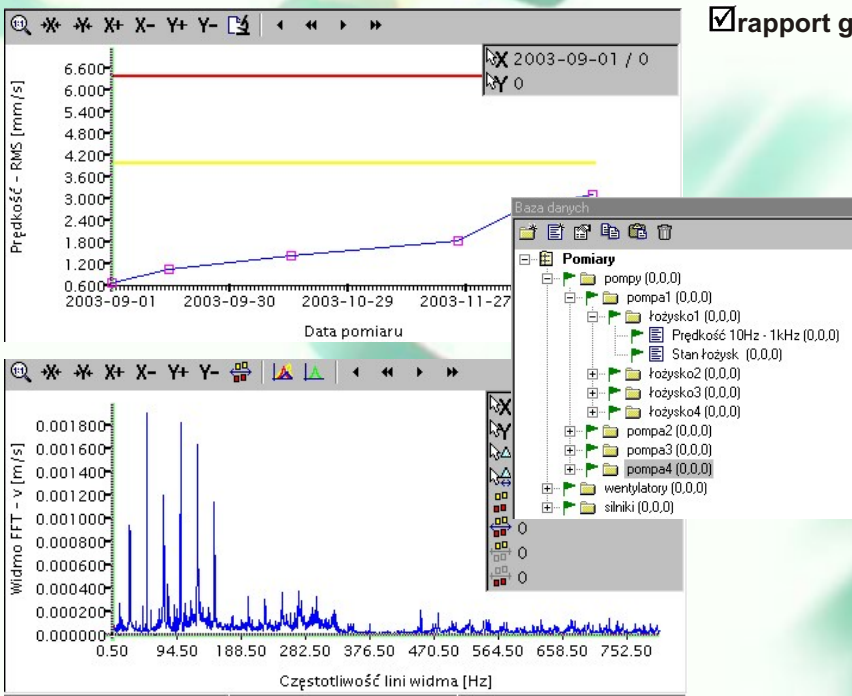 1:1 X Y X+ X- Y+ Y-
rapport g
X 2003-09-01 / 0
Y 0
Prędkość - RMS [mm/s]
6.600
6.000
5.400
4.800
4.200
3.600
3.000
2.400
1.800
1.200
0.600
2003-09-01 2003-09-30 2003-10-29 2003-11-27
Data pomiaru
Baza danych
Pomiary
pompy (0,0,0)
pompa1 (0,0,0)
łożysko1 (0,0,0)
Prędkość 10Hz - 1kHz (0,0,0)
Stan łożysk (0,0,0)
łożysko2 (0,0,0)
łożysko3 (0,0,0)
łożysko4 (0,0,0)
pompa2 (0,0,0)
pompa3 (0,0,0)
pompa4 (0,0,0)
wentylatory (0,0,0)
silniki (0,0,0)
1:1 X Y X+ X- Y+ Y-
X
Y
0
0
0
Widmo FFT - v [m/s]
0.001800
0.001600
0.001400
0.001200
0.001000
0.000800
0.000600
0.000400
0.000200
0.000000
0.50 94.50 188.50 282.50 376.50 470.50 564.50 658.50 752.50
Częstotliwość lini widma [Hz]